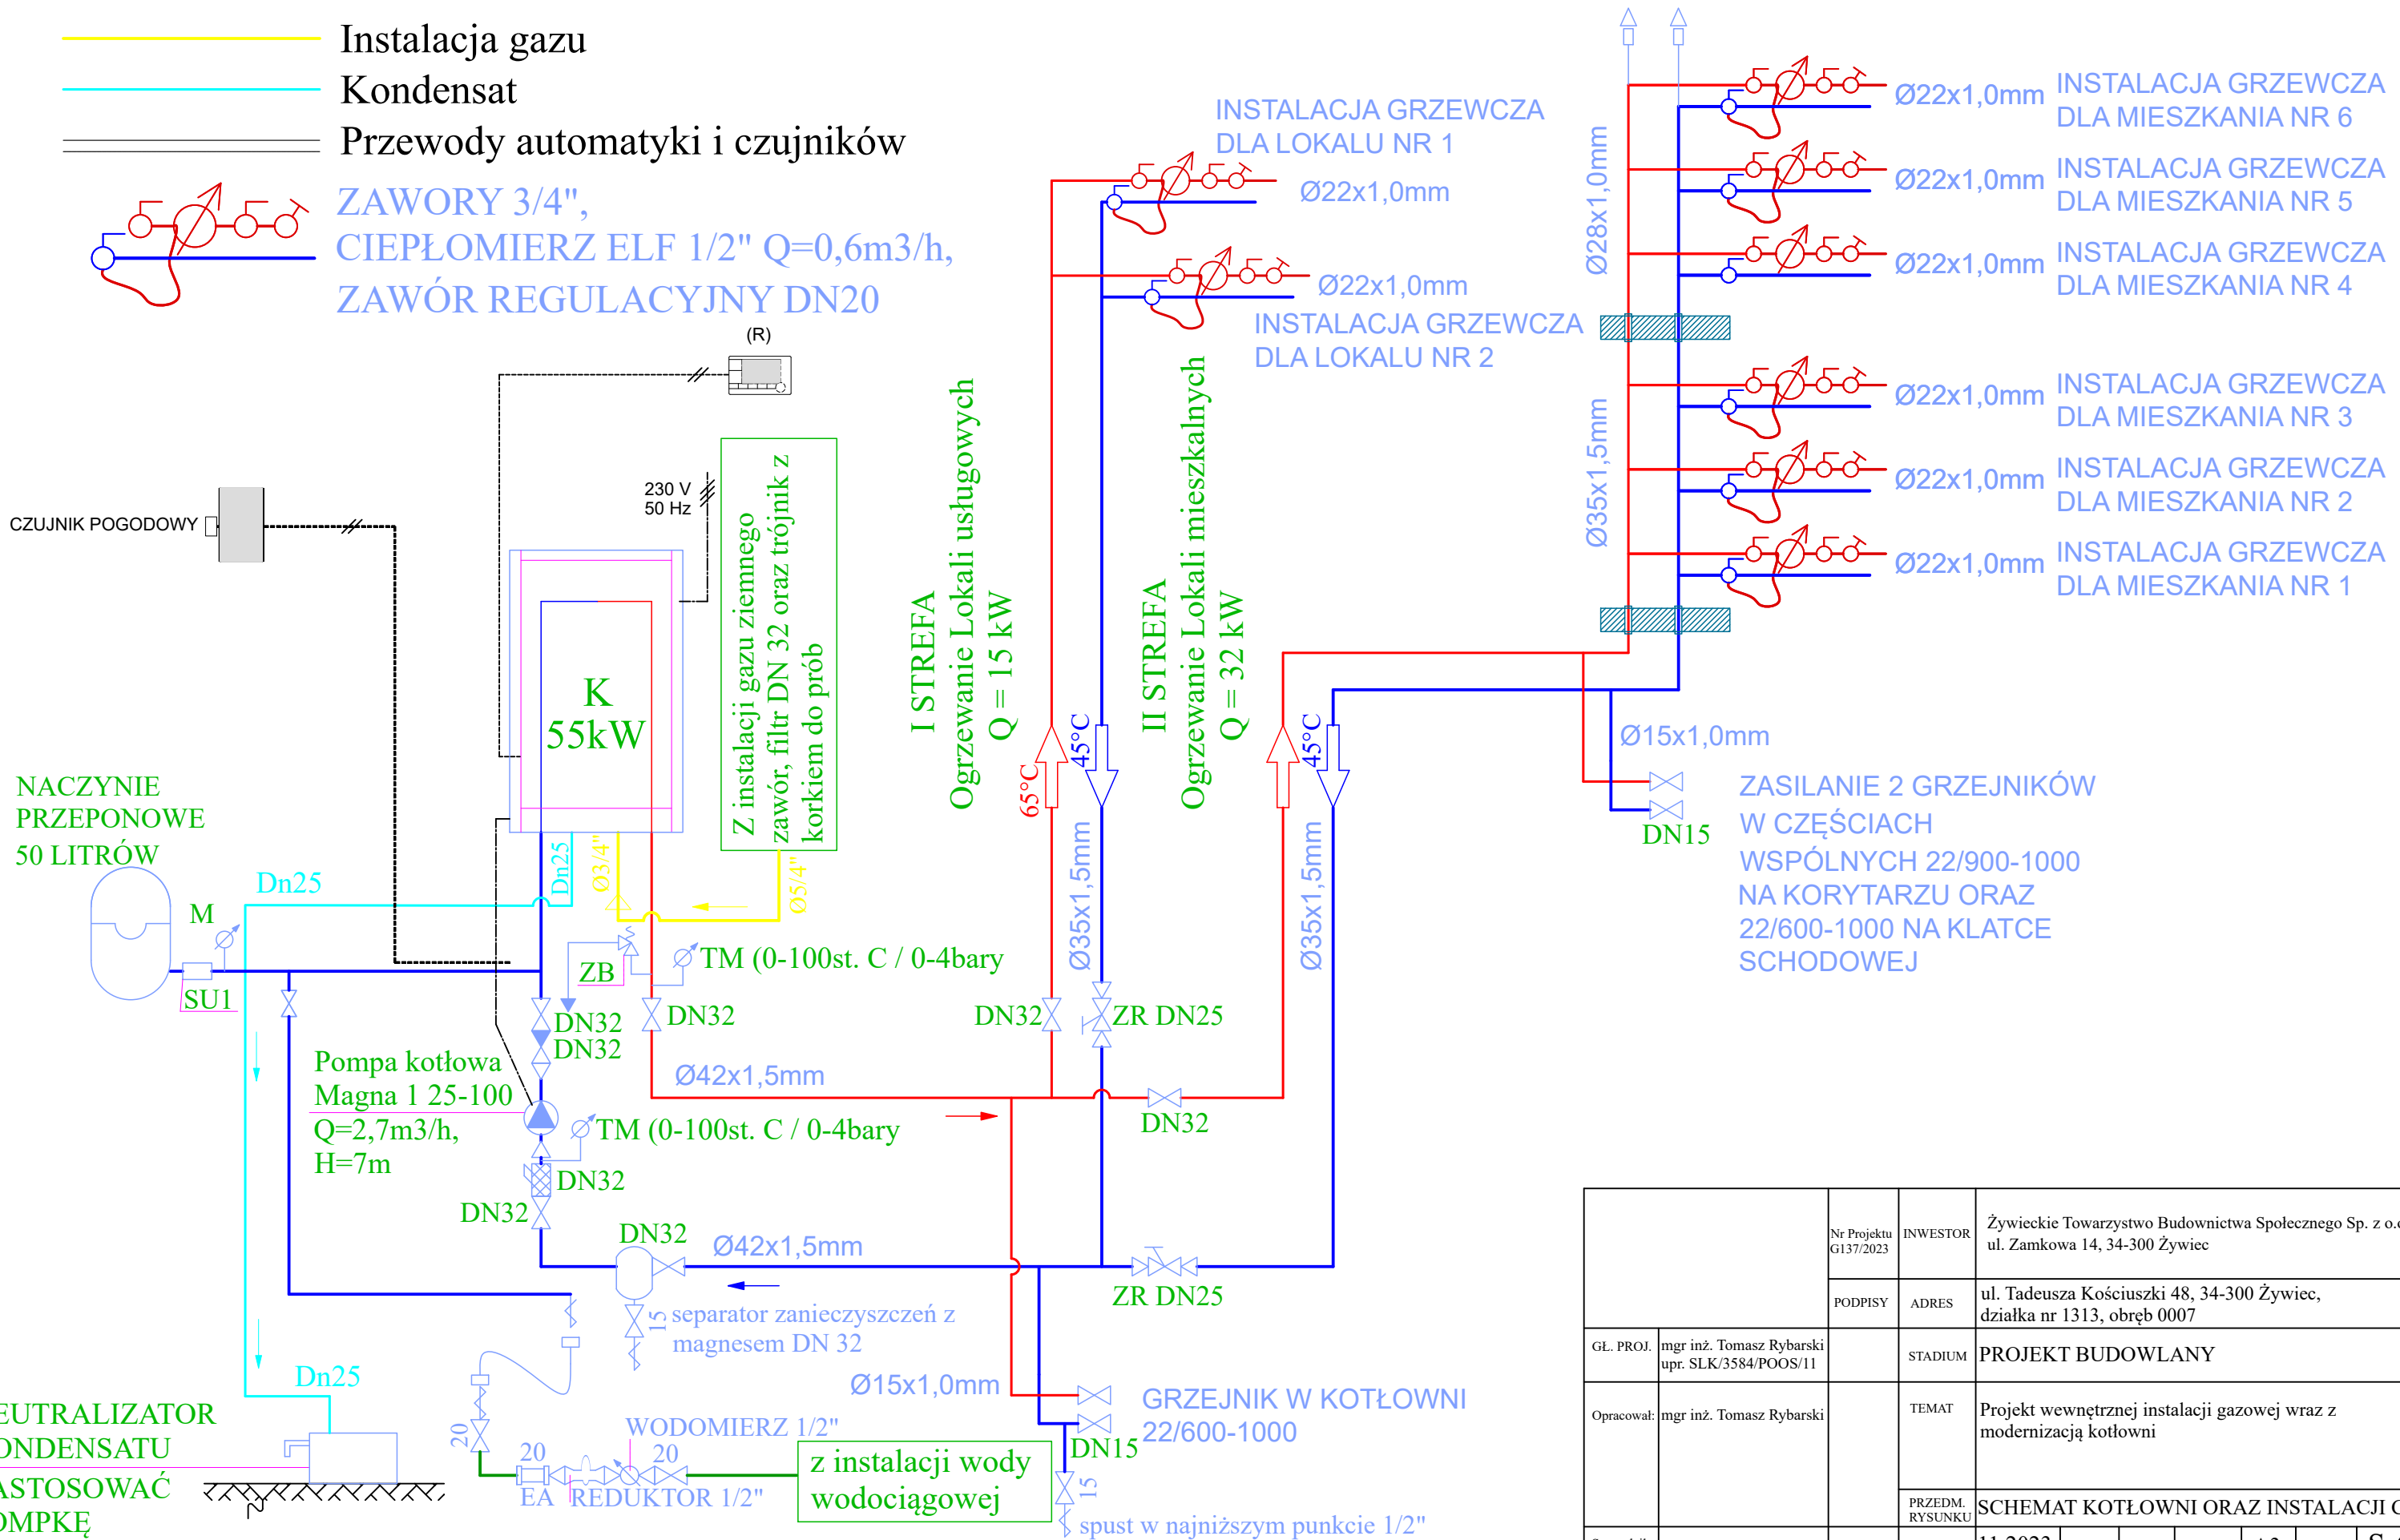 Instalacja gazu
Kondensat
Przewody automatyki i czujników
ZAWORY 3/4",
CIEPŁOMIERZ ELF 1/2" Q=0,6m3/h,
ZAWÓR REGULACYJNY DN20
(R)
CZUJNIK POGODOWY
230 V
50 Hz
K
55kW
Z instalacji gazu ziemnego
zawór, filtr DN 32 oraz trójnik z
korkiem do prób
I STREFA
Ogrzewanie Lokali usługowych
Q = 15 kW
II STREFA
Ogrzewanie Lokali mieszkalnych
Q = 32 kW
65°C
45°C
45°C
INSTALACJA GRZEWCZA
DLA LOKALU NR 1
Ø22x1,0mm
Ø22x1,0mm
INSTALACJA GRZEWCZA
DLA LOKALU NR 2
Ø28x1,0mm
Ø35x1,5mm
Ø22x1,0mm
INSTALACJA GRZEWCZA
DLA MIESZKANIA NR 6
Ø22x1,0mm
INSTALACJA GRZEWCZA
DLA MIESZKANIA NR 5
Ø22x1,0mm
INSTALACJA GRZEWCZA
DLA MIESZKANIA NR 4
Ø22x1,0mm
INSTALACJA GRZEWCZA
DLA MIESZKANIA NR 3
Ø22x1,0mm
INSTALACJA GRZEWCZA
DLA MIESZKANIA NR 2
Ø22x1,0mm
INSTALACJA GRZEWCZA
DLA MIESZKANIA NR 1
Ø15x1,0mm
DN15
ZASILANIE 2 GRZEJNIKÓW
W CZĘŚCIACH
WSPÓLNYCH 22/900-1000
NA KORYTARZU ORAZ
22/600-1000 NA KLATCE
SCHODOWEJ
NACZYNIE
PRZEPONOWE
50 LITRÓW
Dn25
M
SU1
Dn25
Ø3/4"
Ø5/4"
ZB
TM (0-100st. C / 0-4bary
DN32
DN32
DN32
Ø35x1,5mm
Ø35x1,5mm
DN32
ZR DN25
Pompa kotłowa
Magna 1 25-100
Q=2,7m3/h,
H=7m
Ø42x1,5mm
TM (0-100st. C / 0-4bary
DN32
DN32
DN32
DN32
Ø42x1,5mm
ZR DN25
15
separator zanieczyszczeń z
magnesem DN 32
Dn25
Ø15x1,0mm
GRZEJNIK W KOTŁOWNI
22/600-1000
DN15
15
spust w najniższym punkcie 1/2"
20
WODOMIERZ 1/2"
20
20
EA
REDUKTOR 1/2"
z instalacji wody
wodociągowej
EUTRALIZATOR
ONDENSATU
ASTOSOWAĆ
OMPKĘ
Nr Projektu
G137/2023
INWESTOR
Żywieckie Towarzystwo Budownictwa Społecznego Sp. z o.o
ul. Zamkowa 14, 34-300 Żywiec
PODPISY
ADRES
ul. Tadeusza Kościuszki 48, 34-300 Żywiec,
działka nr 1313, obręb 0007
GŁ. PROJ.
mgr inż. Tomasz Rybarski
upr. SLK/3584/POOS/11
STADIUM
PROJEKT BUDOWLANY
Opracował:
mgr inż. Tomasz Rybarski
TEMAT
Projekt wewnętrznej instalacji gazowej wraz z
modernizacją kotłowni
PRZEDM.
RYSUNKU
SCHEMAT KOTŁOWNI ORAZ INSTALACJI
11.2023